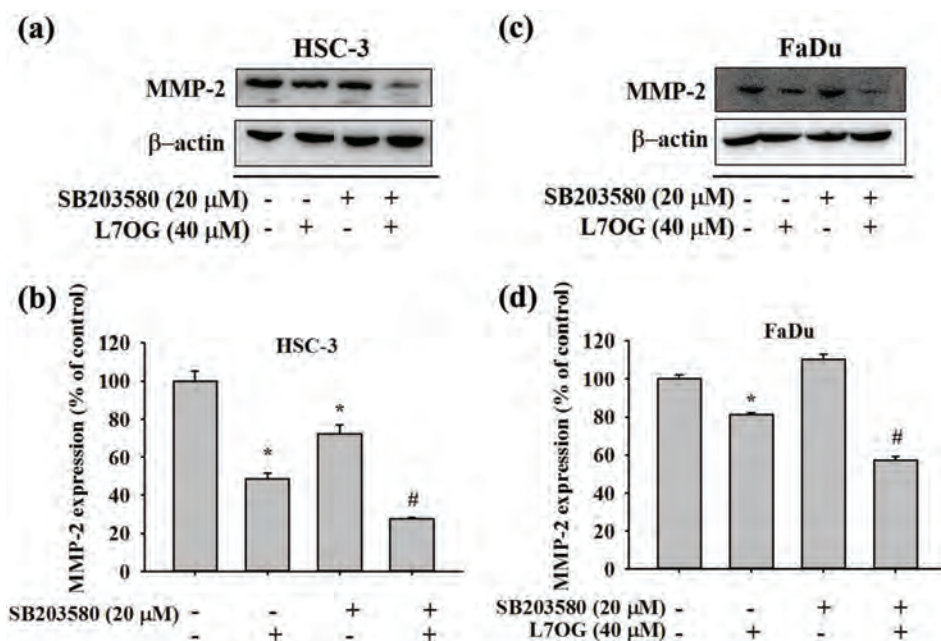 (a)
HSC-3
MMP-2
β–actin
SB203580 (20 μM) - - + +
L7OG (40 μM) - + - +
(c)
FaDu
MMP-2
β–actin
SB203580 (20 μM) - - + +
L7OG (40 μM) - + - +
(b)
MMP-2 expression (% of control)
HSC-3
120
100
80
60
40
20
0
* * #
SB203580 (20 μM) - - + +
- + - +
(d)
MMP-2 expression (% of control)
FaDu
120
100
80
60
40
20
0
* #
SB203580 (20 μM) - - + +
L7OG (40 μM) - + - +